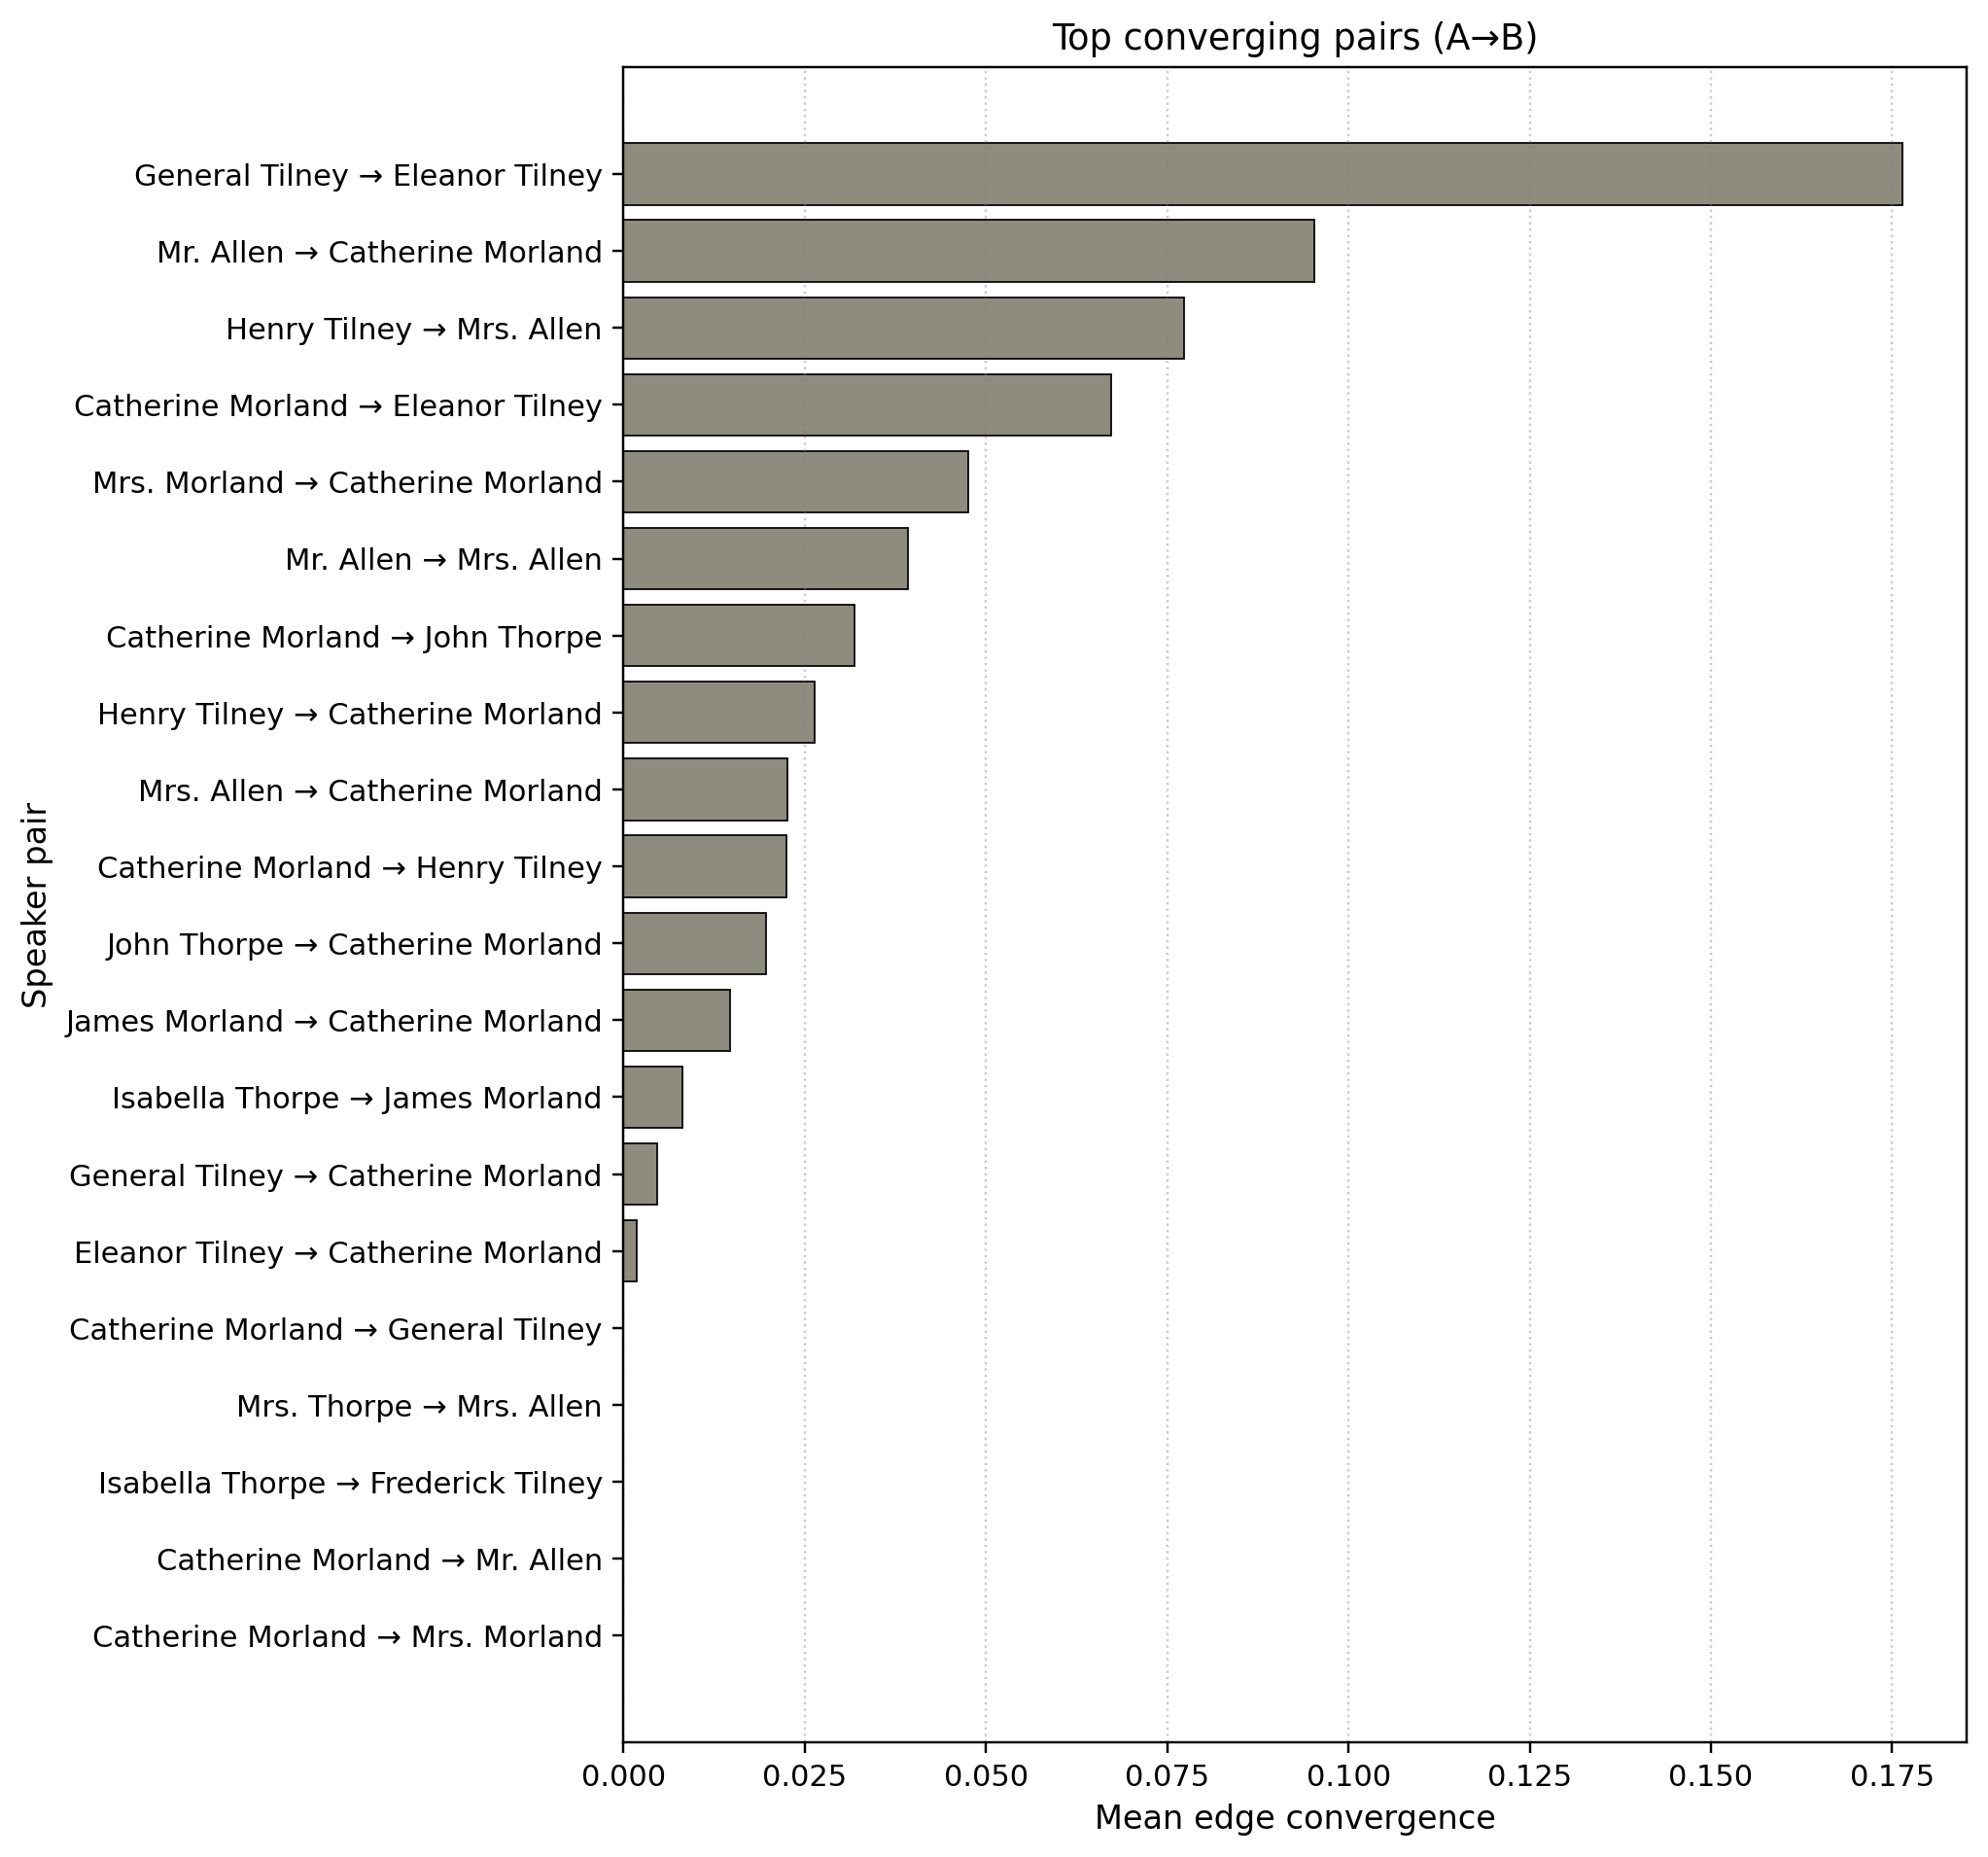 Top converging pairs (A→B)
General Tilney → Eleanor Tilney
Mr. Allen → Catherine Morland
Henry Tilney → Mrs. Allen
Catherine Morland → Eleanor Tilney
Mrs. Morland → Catherine Morland
Mr. Allen → Mrs. Allen
Catherine Morland → John Thorpe
Henry Tilney → Catherine Morland
Mrs. Allen → Catherine Morland
Catherine Morland → Henry Tilney
John Thorpe → Catherine Morland
James Morland → Catherine Morland
Isabella Thorpe → James Morland
General Tilney → Catherine Morland
Eleanor Tilney → Catherine Morland
Catherine Morland → General Tilney
Mrs. Thorpe → Mrs. Allen
Isabella Thorpe → Frederick Tilney
Catherine Morland → Mr. Allen
Catherine Morland → Mrs. Morland
Speaker pair
0.000 0.025 0.050 0.075 0.100 0.125 0.150 0.175
Mean edge convergence